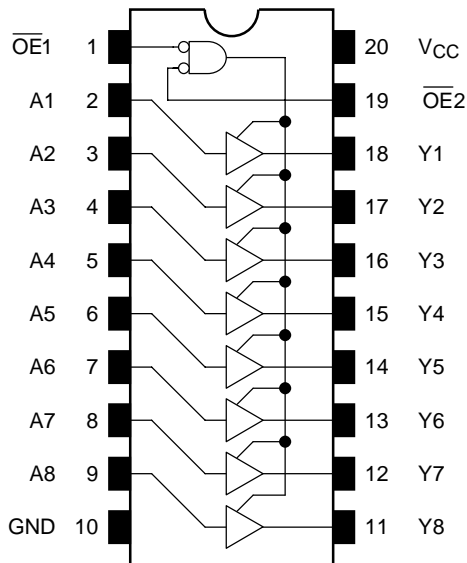 OE1 1 20 VCC
A1 2 19 OE2
A2 3 18 Y1
A3 4 17 Y2
A4 5 16 Y3
A5 6 15 Y4
A6 7 14 Y5
A7 8 13 Y6
A8 9 12 Y7
GND 10 11 Y8